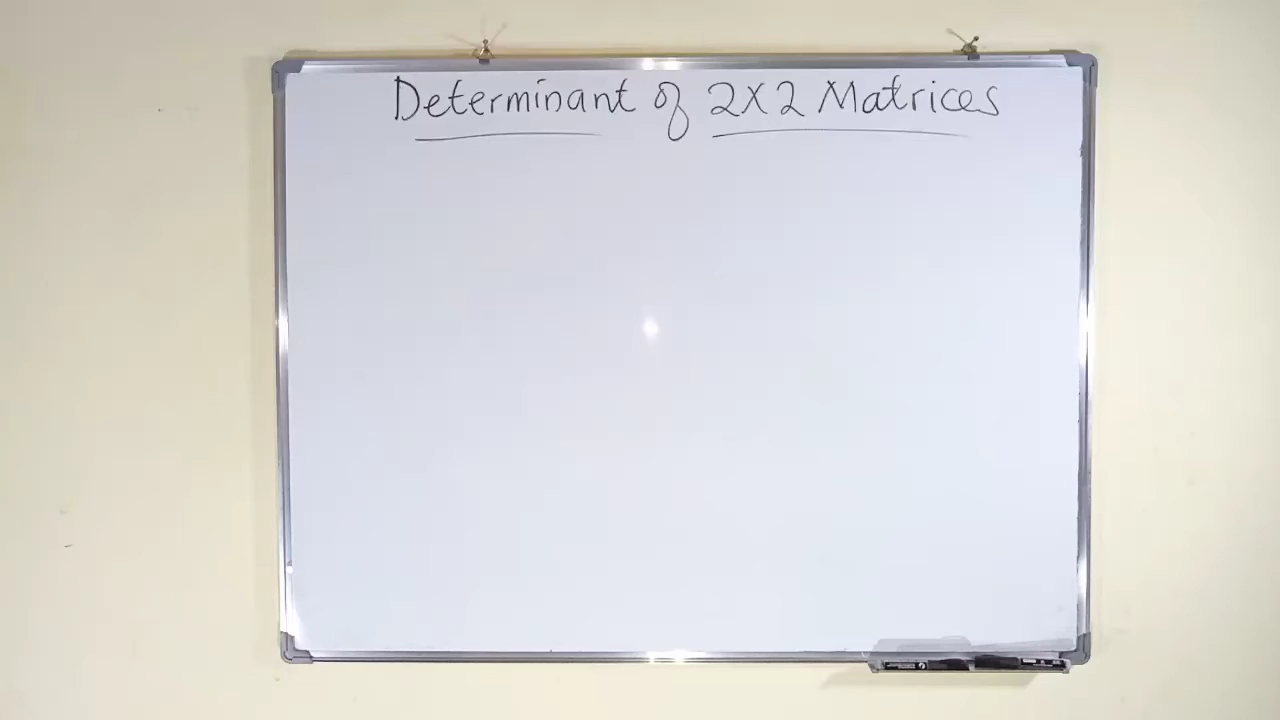 Determinant of 2X2 Matrices